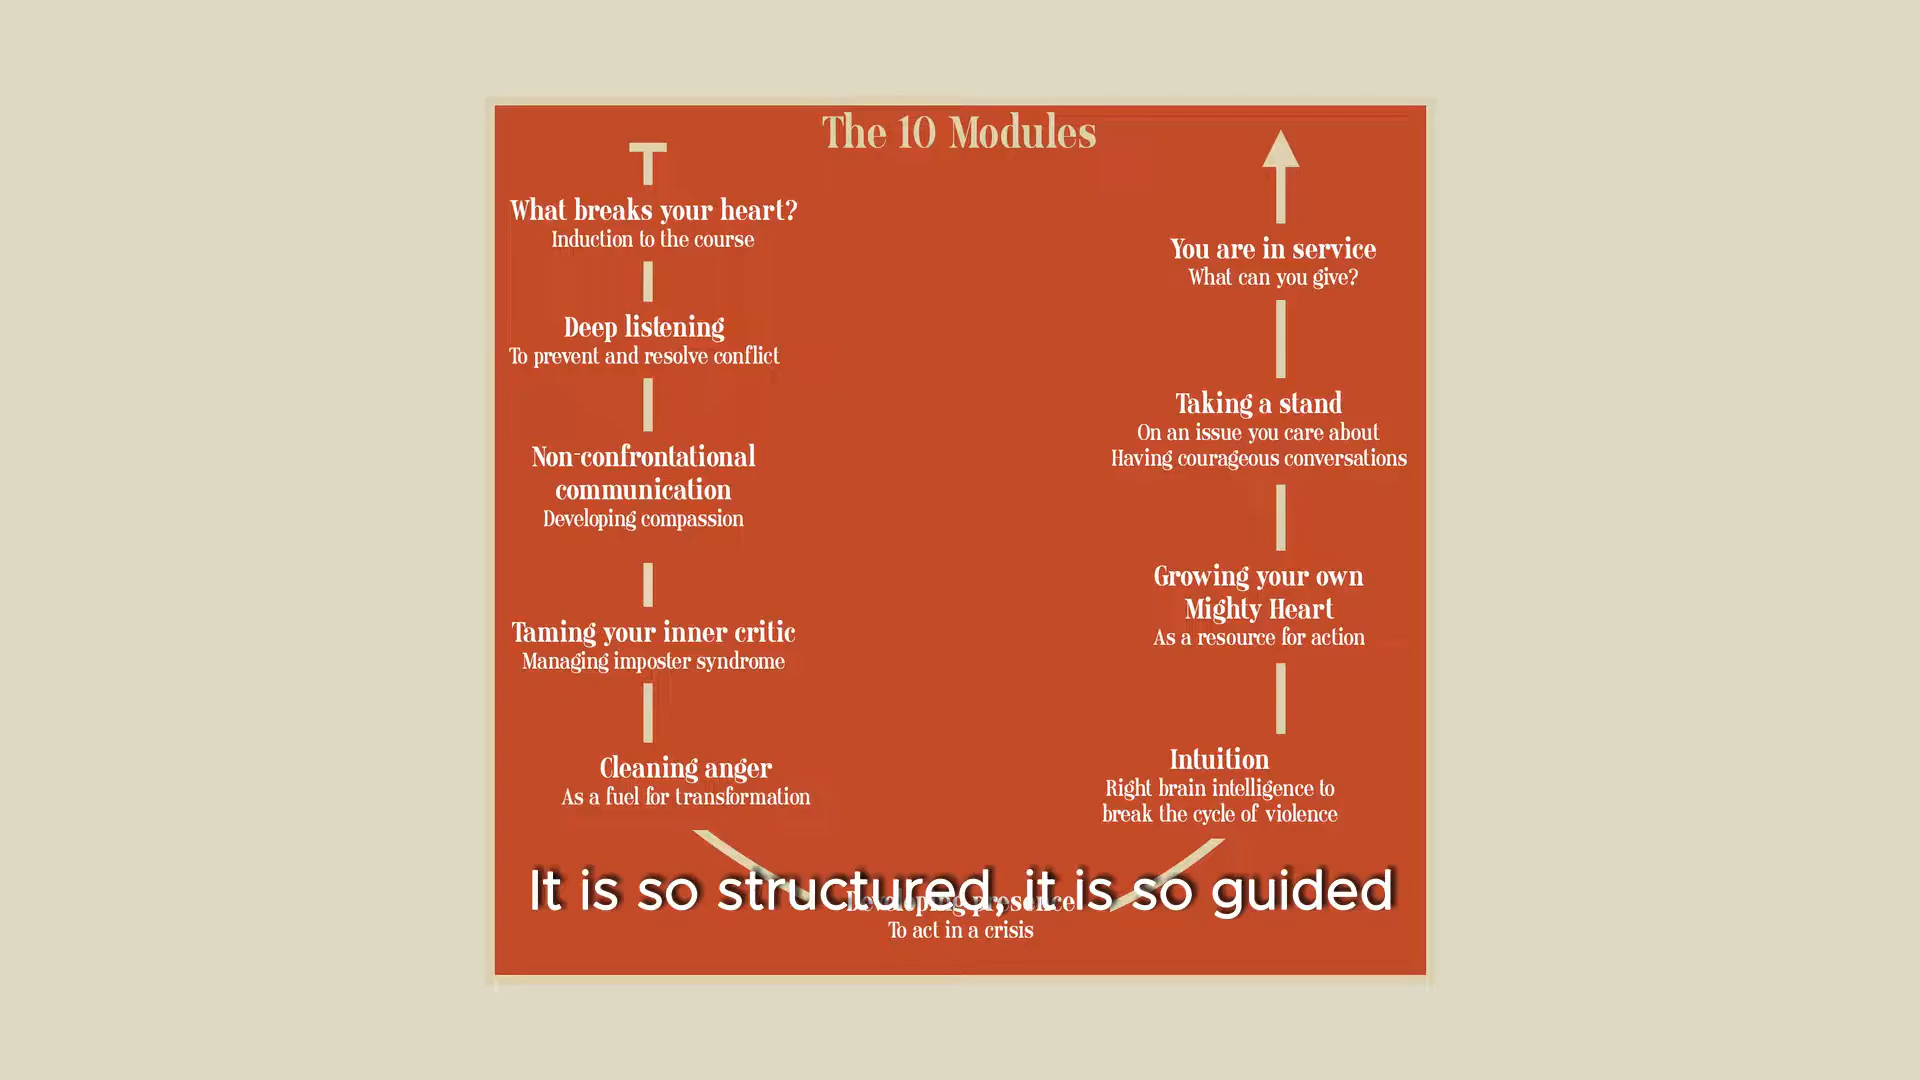 The 10 Modules
What breaks your heart?
Induction to the course
Deep listening
To prevent and resolve conflict
Non-confrontational
communication
Developing compassion
Taming your inner critic
Managing imposter syndrome
Cleaning anger
As a fuel for transformation
Developing presence
To act in a crisis
Intuition
Right brain intelligence to
break the cycle of violence
Growing your own
Mighty Heart
As a resource for action
Taking a stand
On an issue you care about
Having courageous conversations
You are in service
What can you give?
It is so structured, it is so guided